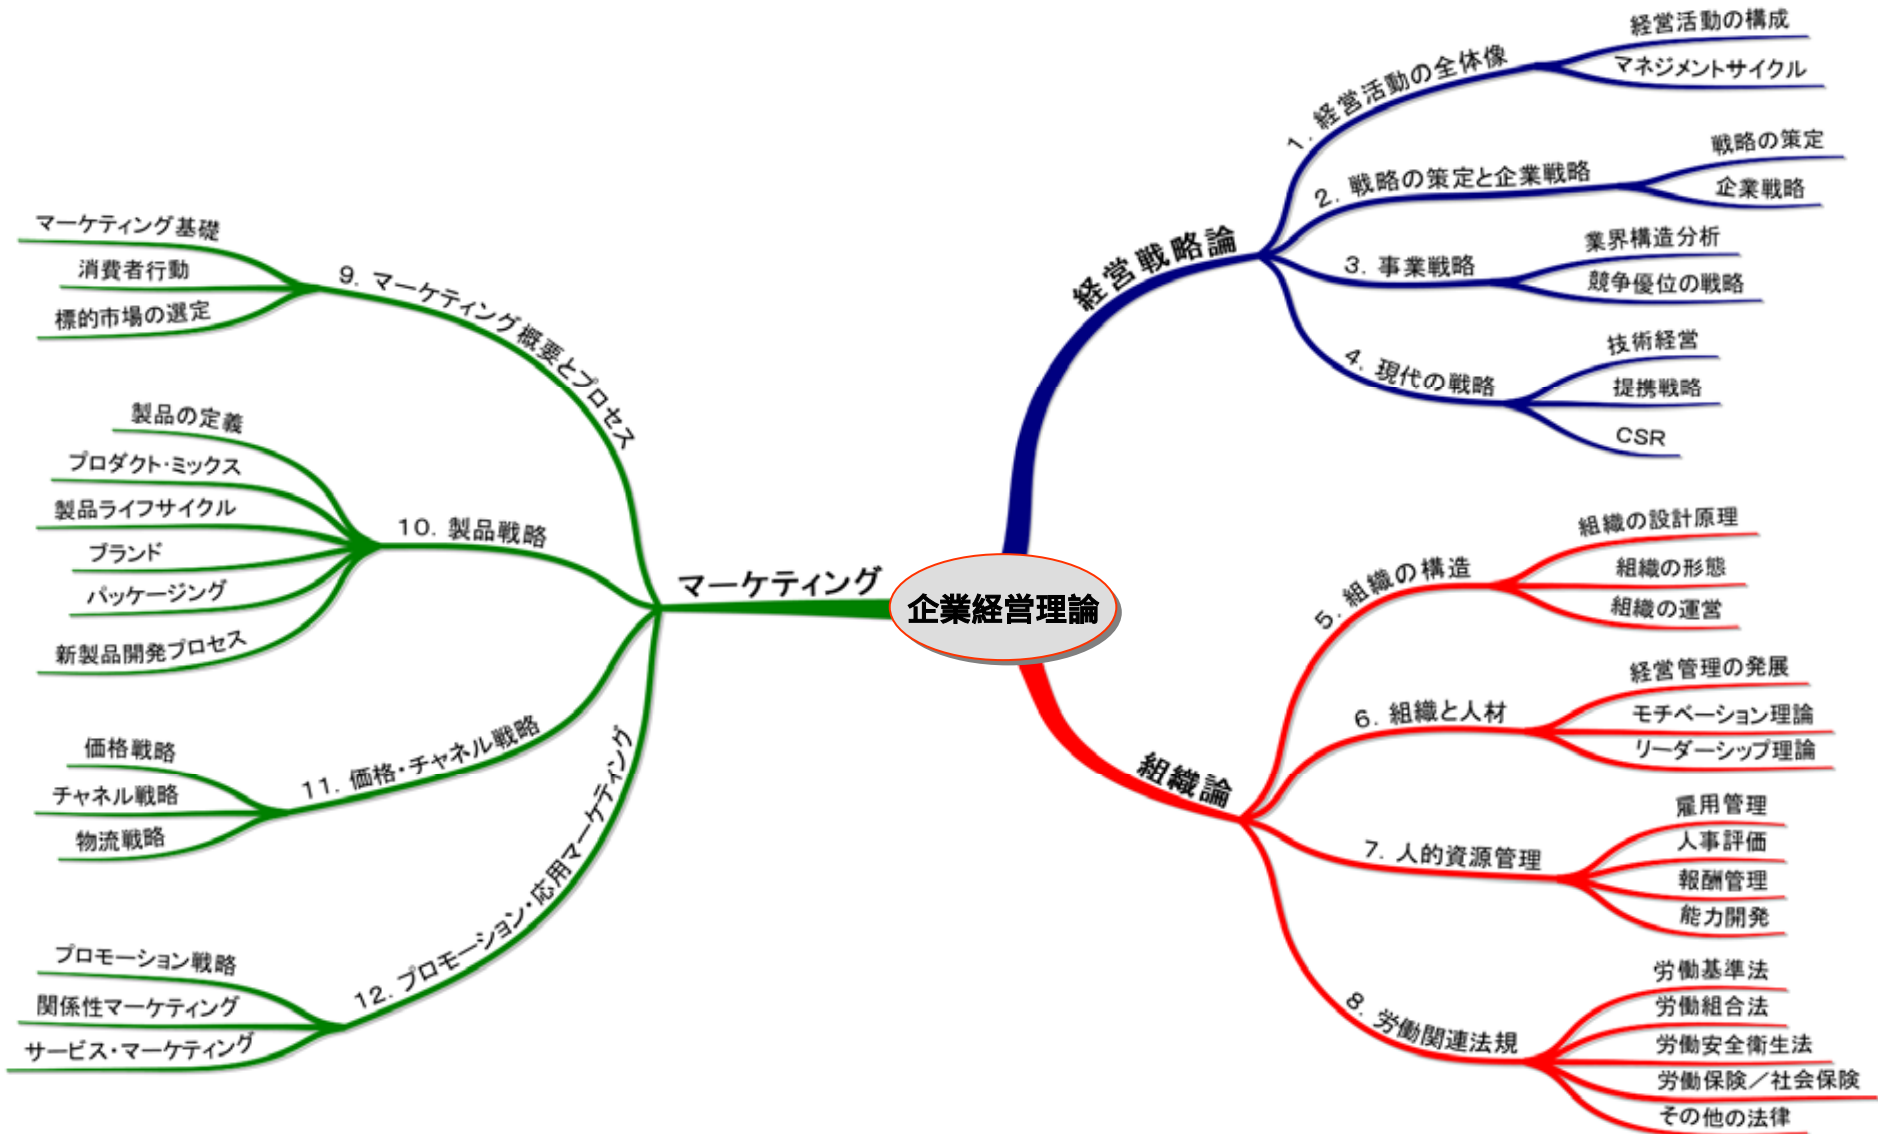 企業経営理論
経営戦略論
1. 経営活動の全体像
経営活動の構成
マネジメントサイクル
2. 戦略の策定と企業戦略
戦略の策定
企業戦略
3. 事業戦略
業界構造分析
競争優位の戦略
4. 現代の戦略
技術経営
提携戦略
CSR
組織論
5. 組織の構造
組織の設計原理
組織の形態
組織の運営
6. 組織と人材
経営管理の発展
モチベーション理論
リーダーシップ理論
7. 人的資源管理
雇用管理
人事評価
報酬管理
能力開発
8. 労働関連法規
労働基準法
労働組合法
労働安全衛生法
労働保険／社会保険
その他の法律
マーケティング
9. マーケティング概要とプロセス
マーケティング基礎
消費者行動
標的市場の選定
10. 製品戦略
製品の定義
プロダクト・ミックス
製品ライフサイクル
ブランド
パッケージング
新製品開発プロセス
11. 価格・チャネル戦略
価格戦略
チャネル戦略
物流戦略
12. プロモーション・応用マーケティング
プロモーション戦略
関係性マーケティング
サービス・マーケティング